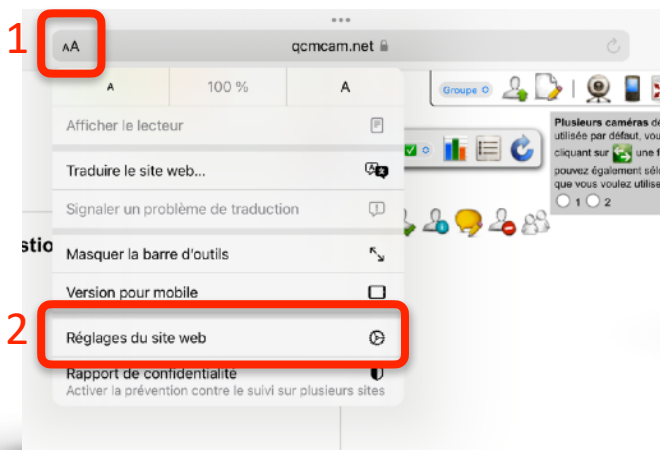 1
AA
qcmcam.net
A
100 %
A
Groupe
Afficher le lecteur
Plusieurs caméras
utilisée par défaut, vou
cliquant sur une f
pouvez également séle
que vous voulez utilise
1 2
Traduire le site web...
Signaler un problème de traduction
stio
Masquer la barre d'outils
Version pour mobile
2
Réglages du site web
Rapport de confidentialité
Activer la prévention contre le suivi sur plusieurs sites